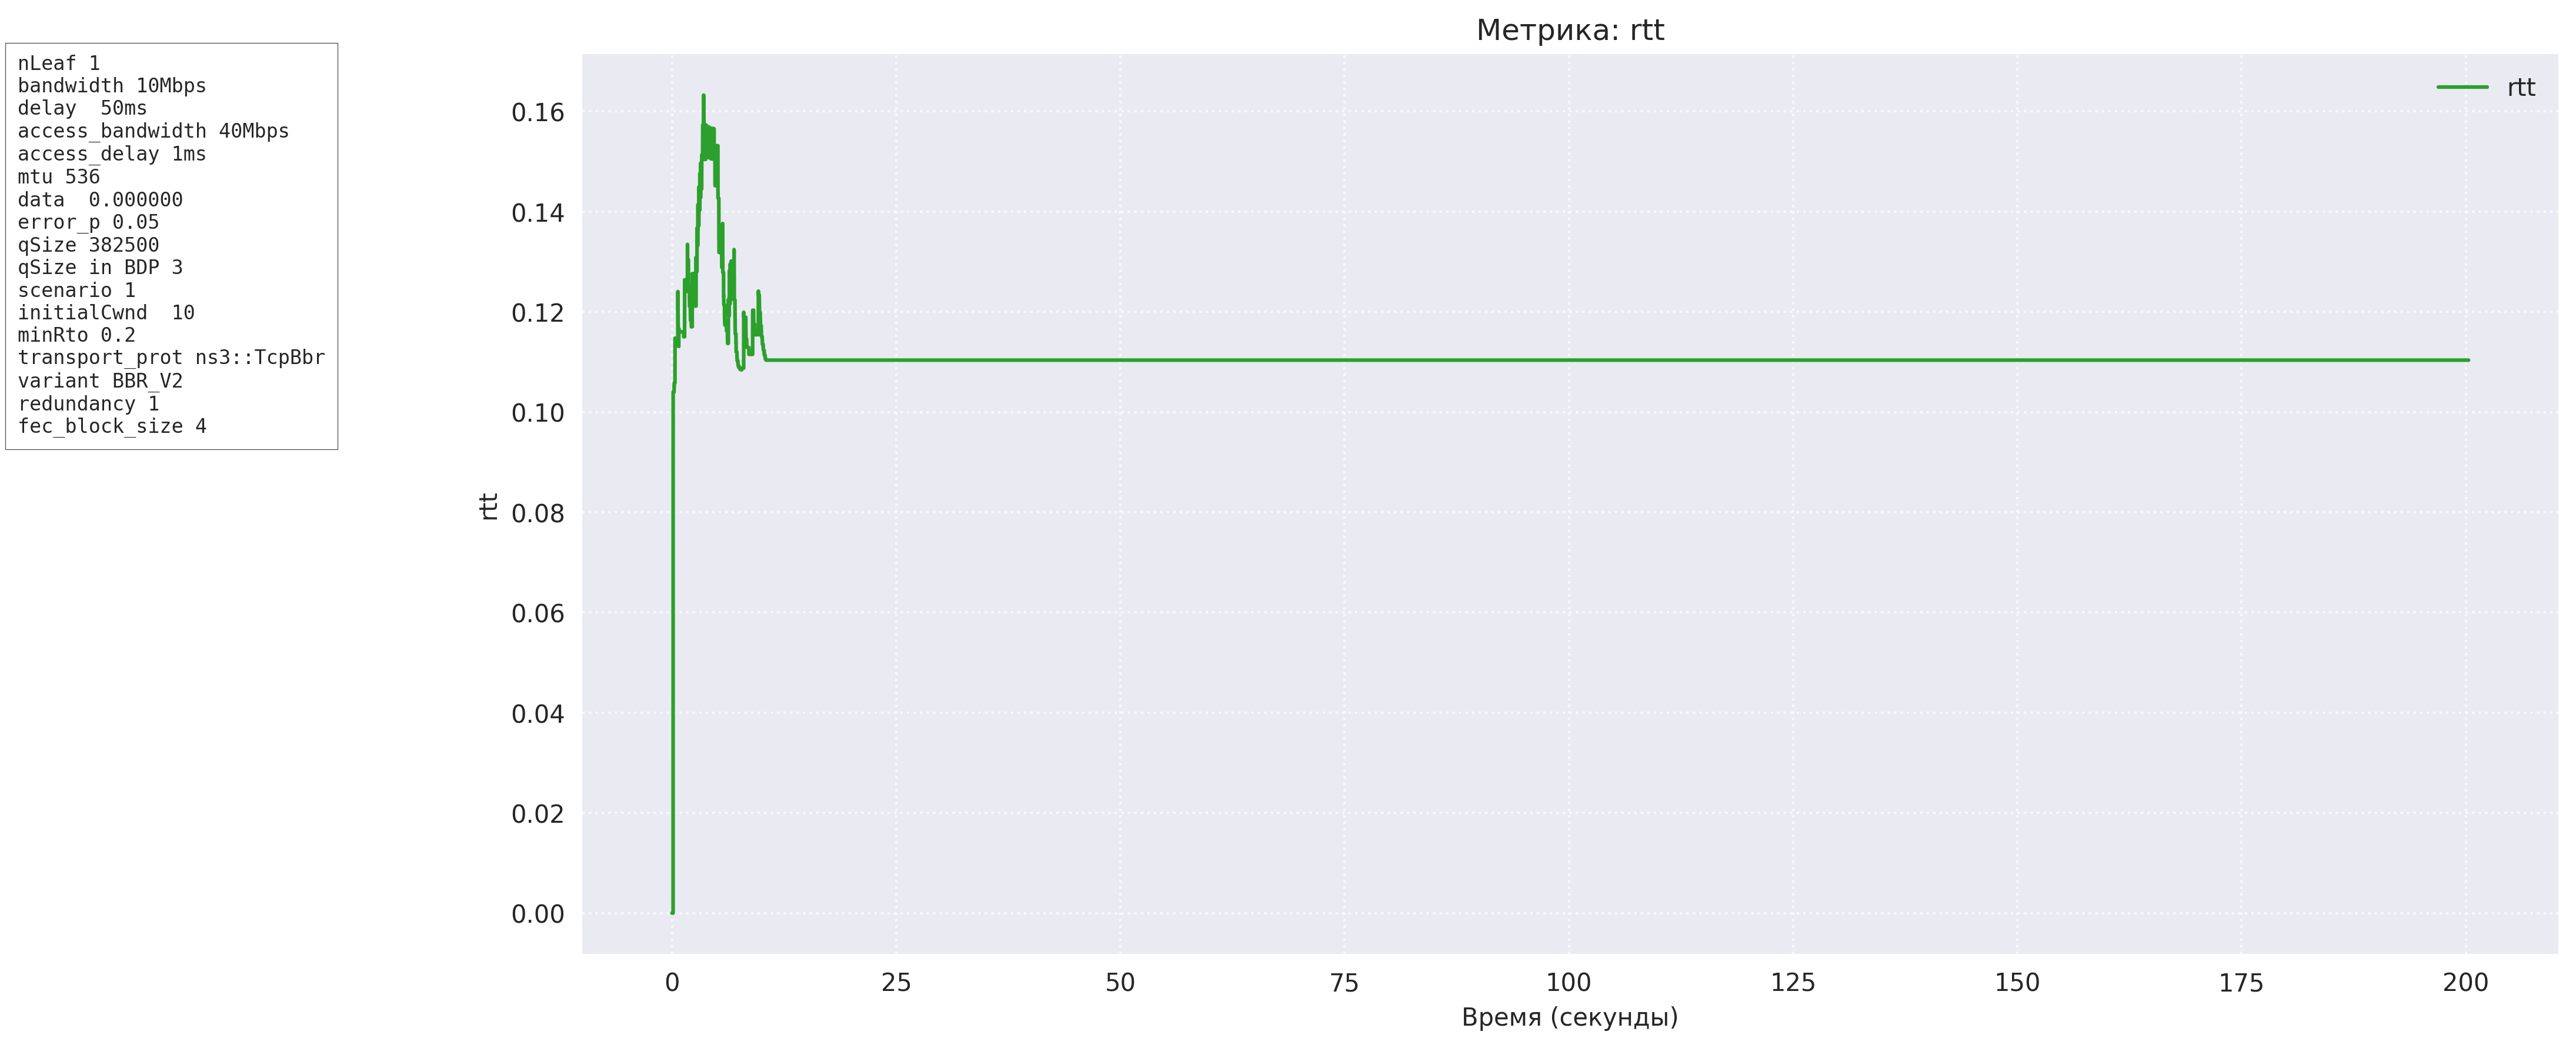 Метрика: rtt
nLeaf 1
bandwidth 10Mbps
delay  50ms
access_bandwidth 40Mbps
access_delay 1ms
mtu 536
data  0.000000
error_p 0.05
qSize 382500
qSize in BDP 3
scenario 1
initialCwnd  10
minRto 0.2
transport_prot ns3::TcpBbr
variant BBR_V2
redundancy 1
fec_block_size 4
rtt
rtt
0.16
0.14
0.12
0.10
0.08
0.06
0.04
0.02
0.00
0 25 50 75 100 125 150 175 200
Время (секунды)